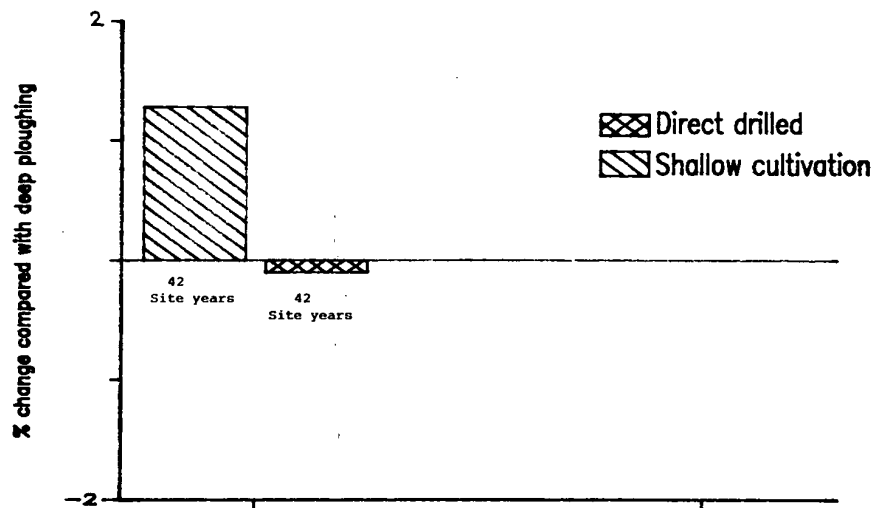 2
% change compared with deep ploughing
Direct drilled
Shallow cultivation
42
Site years
42
Site years
-2